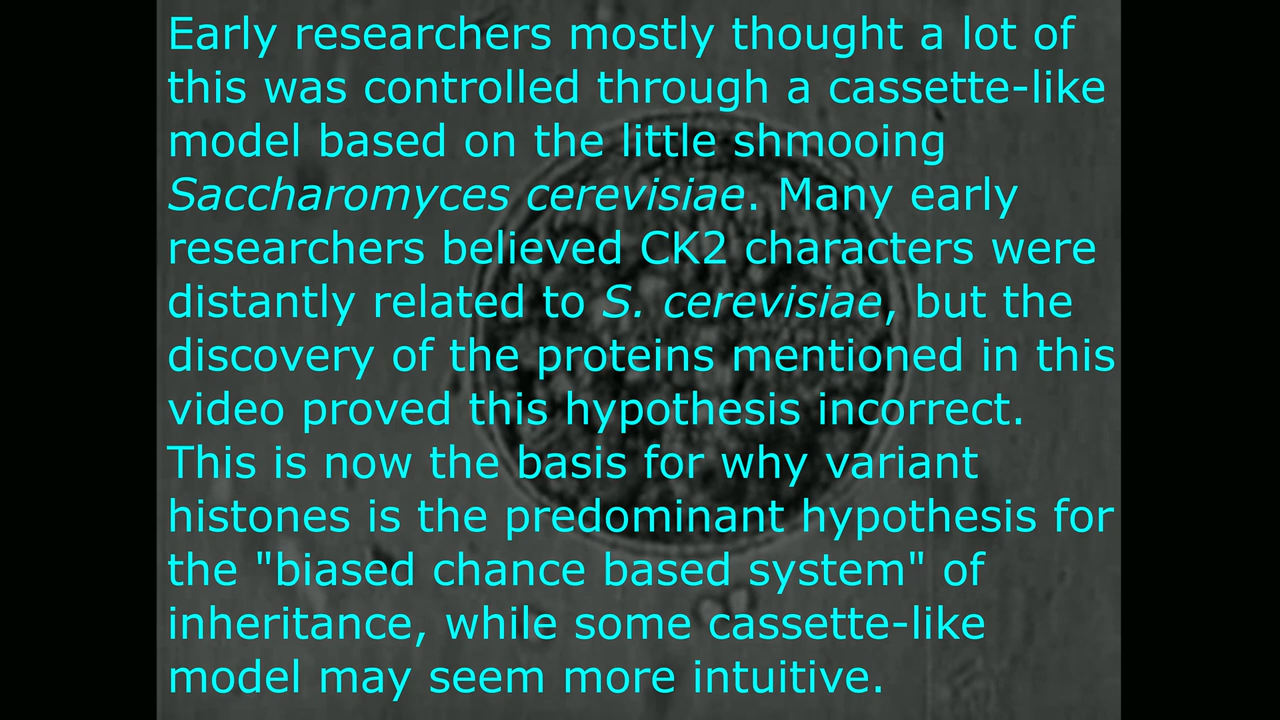 Early researchers mostly thought a lot of
this was controlled through a cassette-like
model based on the little shmooing
Saccharomyces cerevisiae. Many early
researchers believed CK2 characters were
distantly related to S. cerevisiae, but the
discovery of the proteins mentioned in this
video proved this hypothesis incorrect.
This is now the basis for why variant
histones is the predominant hypothesis for
the "biased chance based system" of
inheritance, while some cassette-like
model may seem more intuitive.